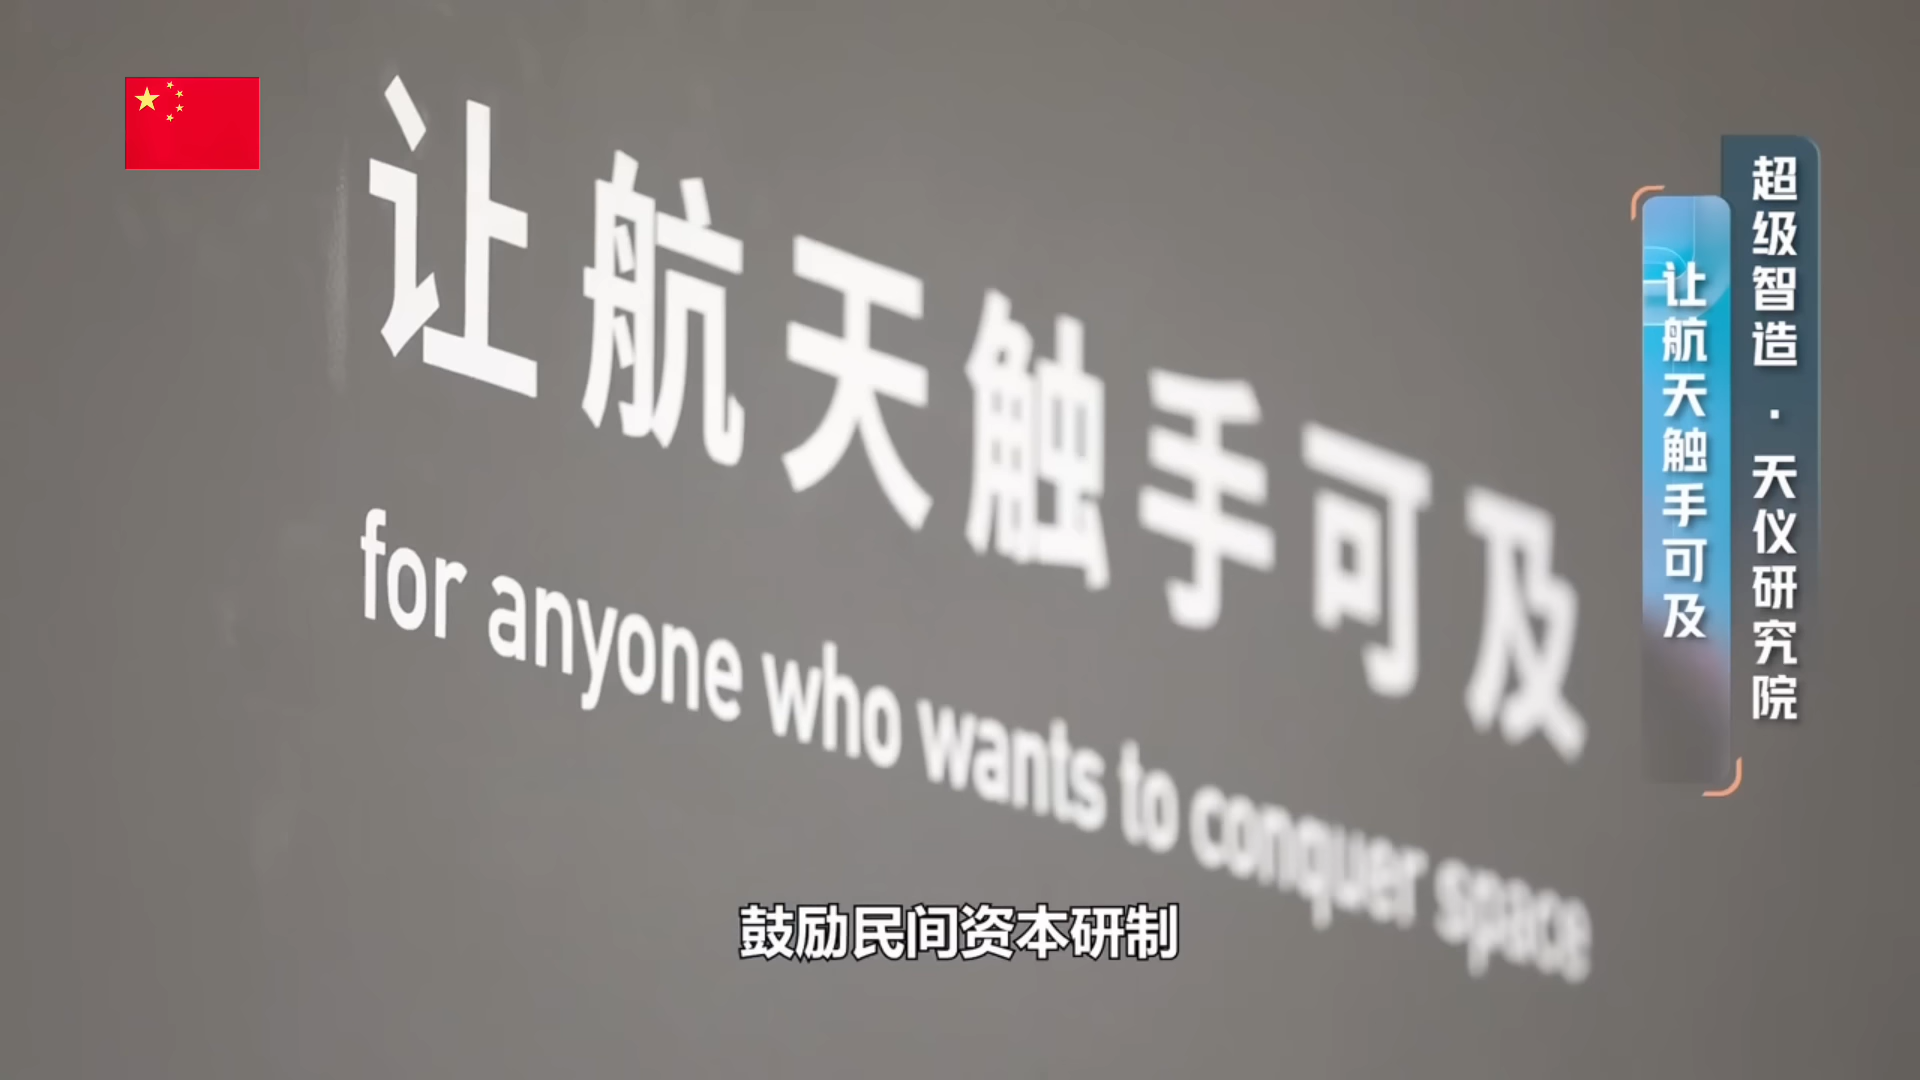 让航天触手可及
for anyone who wants to conquer space
超级智造·天仪研究院
让航天触手可及
鼓励民间资本研制